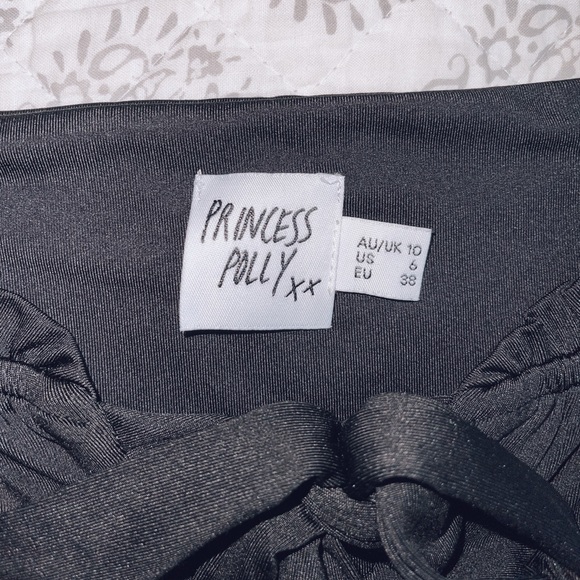 PRINCESS
POLLY xx
AU/UK 10
US 6
EU 38